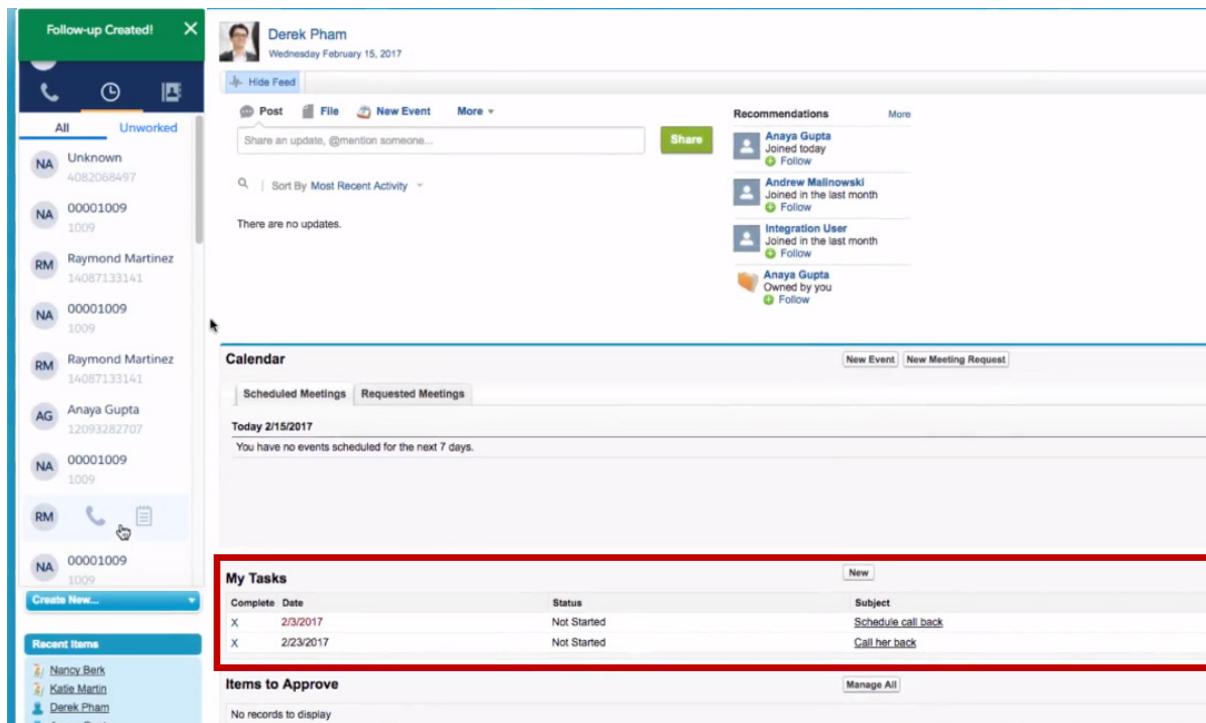 Follow-up Created!
All Unworked
NA Unknown
4082068497
NA 00001009
1009
RM Raymond Martinez
14087133141
NA 00001009
1009
RM Raymond Martinez
14087133141
AG Anaya Gupta
12093282707
NA 00001009
1009
RM
NA 00001009
1009
Create New...
Recent Items
Nancy Berk
Katie Martin
Derek Pham
Derek Pham
Wednesday February 15, 2017
Hide Feed
Post File New Event More
Share an update, @mention someone... Share
Sort By Most Recent Activity
There are no updates.
Recommendations More
Anaya Gupta
Joined today
Follow
Andrew Malinowski
Joined in the last month
Follow
Integration User
Joined in the last month
Follow
Anaya Gupta
Owned by you
Follow
Calendar New Event New Meeting Request
Scheduled Meetings Requested Meetings
Today 2/15/2017
You have no events scheduled for the next 7 days.
My Tasks New
Complete Date Status Subject
X 2/3/2017 Not Started Schedule call back
X 2/23/2017 Not Started Call her back
Items to Approve Manage All
No records to display